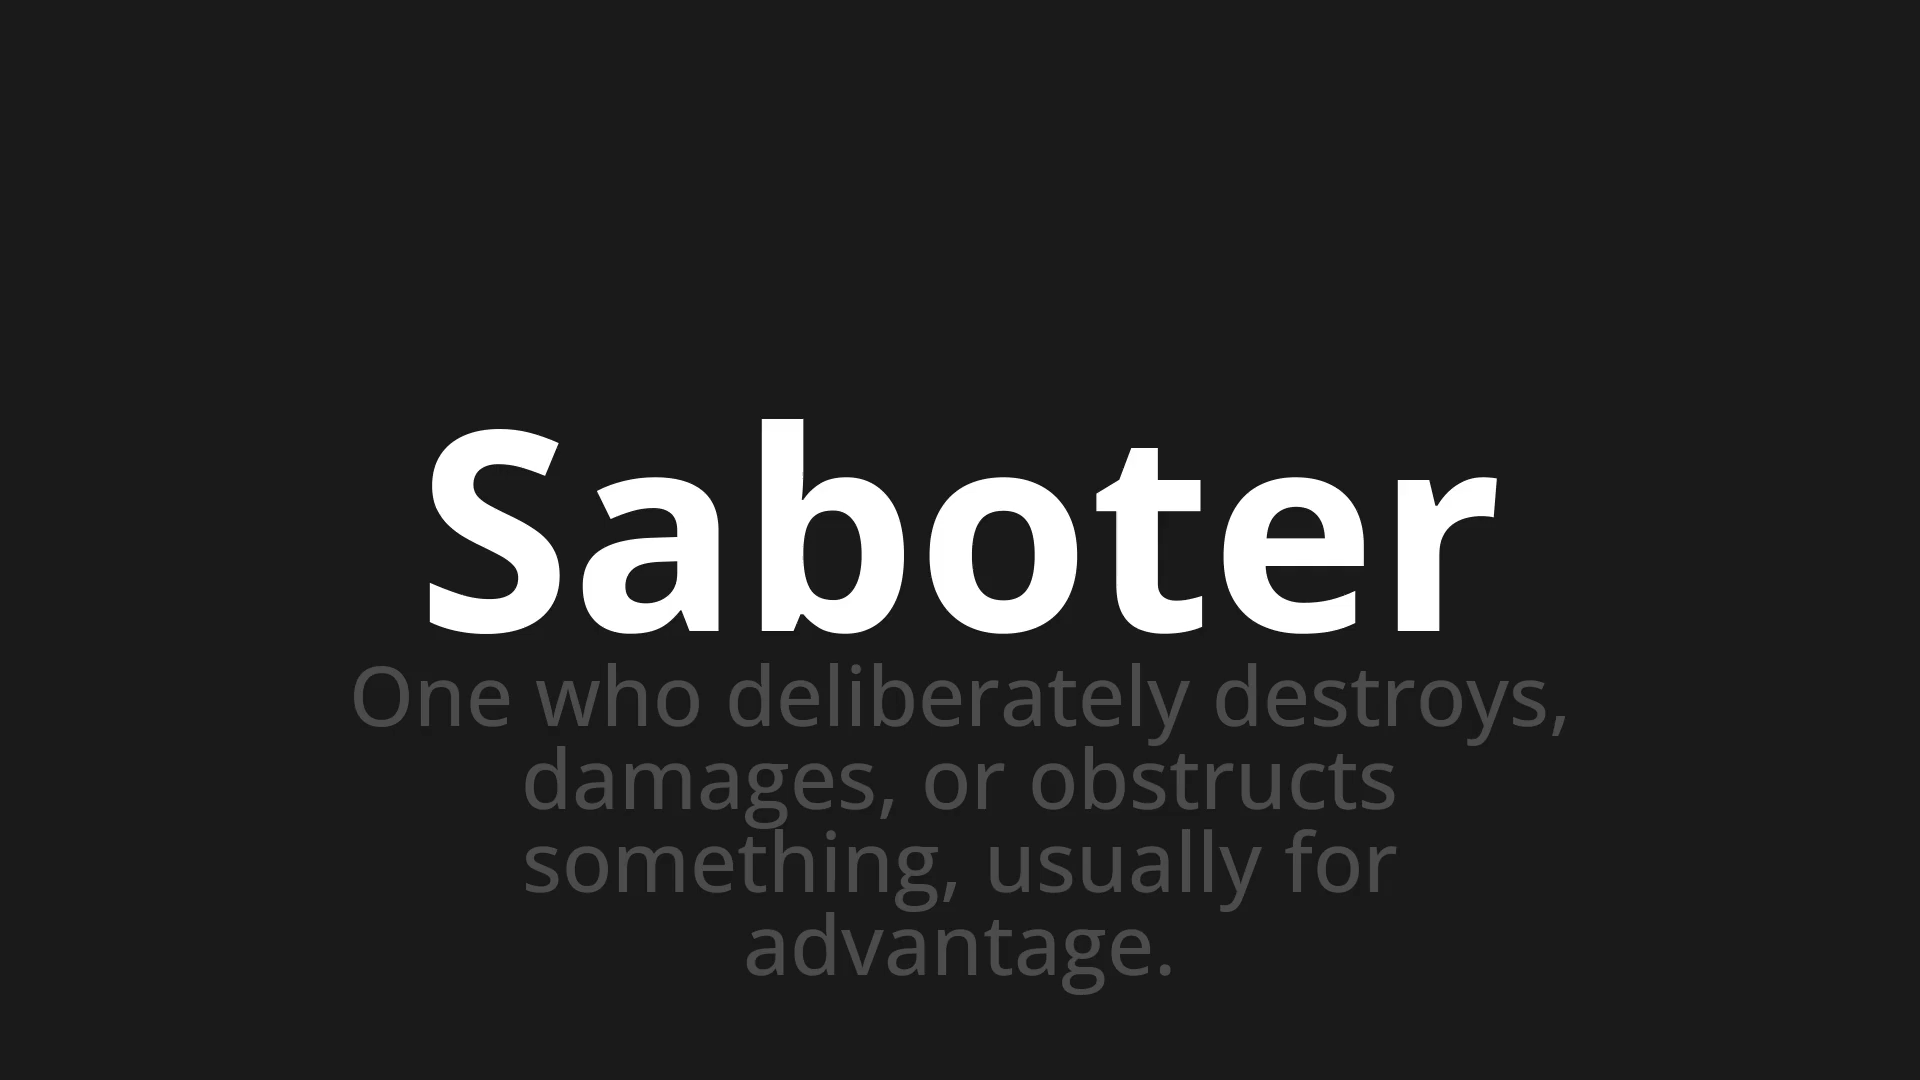 Saboter
One who deliberately destroys,
damages, or obstructs
something, usually for
advantage.